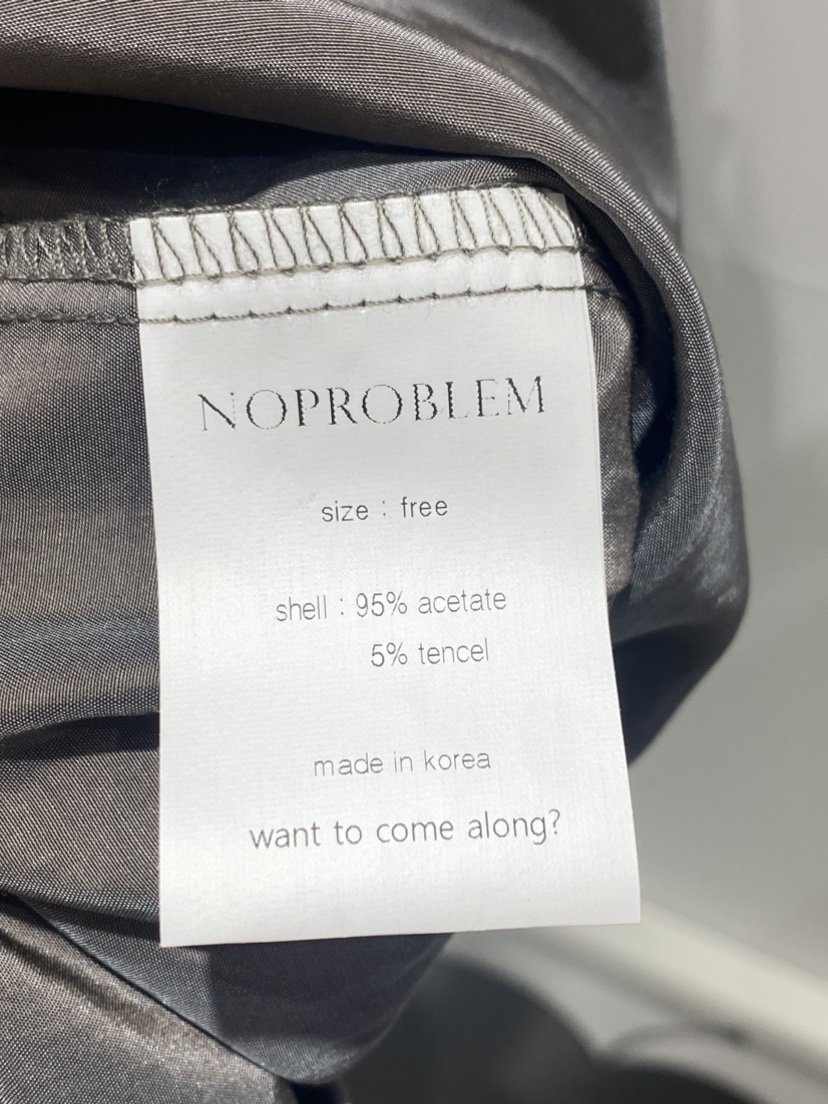 NOPROBLEM
size : free
shell : 95% acetate
5% tencel
made in korea
want to come along?